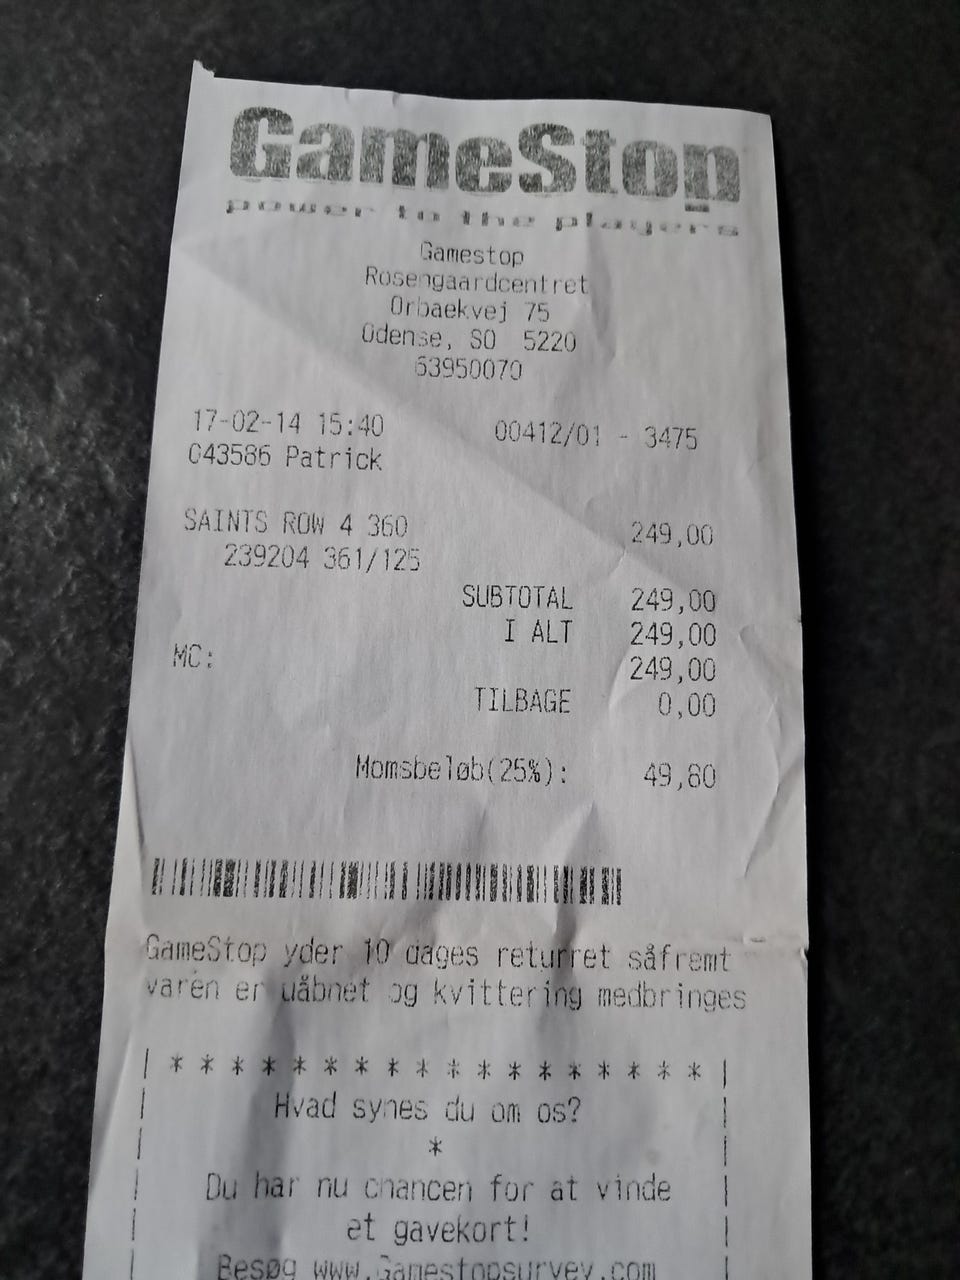 GameStop
power to the players
Gamestop
Rosengaardcentret
Orbaekvej 75
Odense, SO 5220
63950070
17-02-14 15:40 00412/01 - 3475
043586 Patrick
SAINTS ROW 4 360 249,00
239204 361/125
SUBTOTAL 249,00
I ALT 249,00
MC: 249,00
TILBAGE 0,00
Momsbeløb(25%): 49,80
GameStop yder 10 dages returret såfremt
varen er uåbnet og kvittering medbringes
| * * * * * * * * * * * * * * * * * * |
Hvad synes du om os?
*
Du har nu chancen for at vinde
et gavekort!
Besøg www.Gamestopsurvey.com